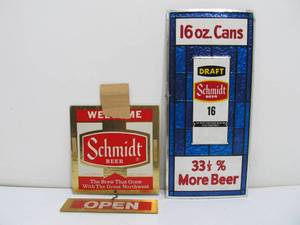 WELCOME
Schmidt
BEER
The Brew That Grew
With The Great Northwest
OPEN
16 oz. Cans
DRAFT
Schmidt
BEER
16
33⅓ %
More Beer